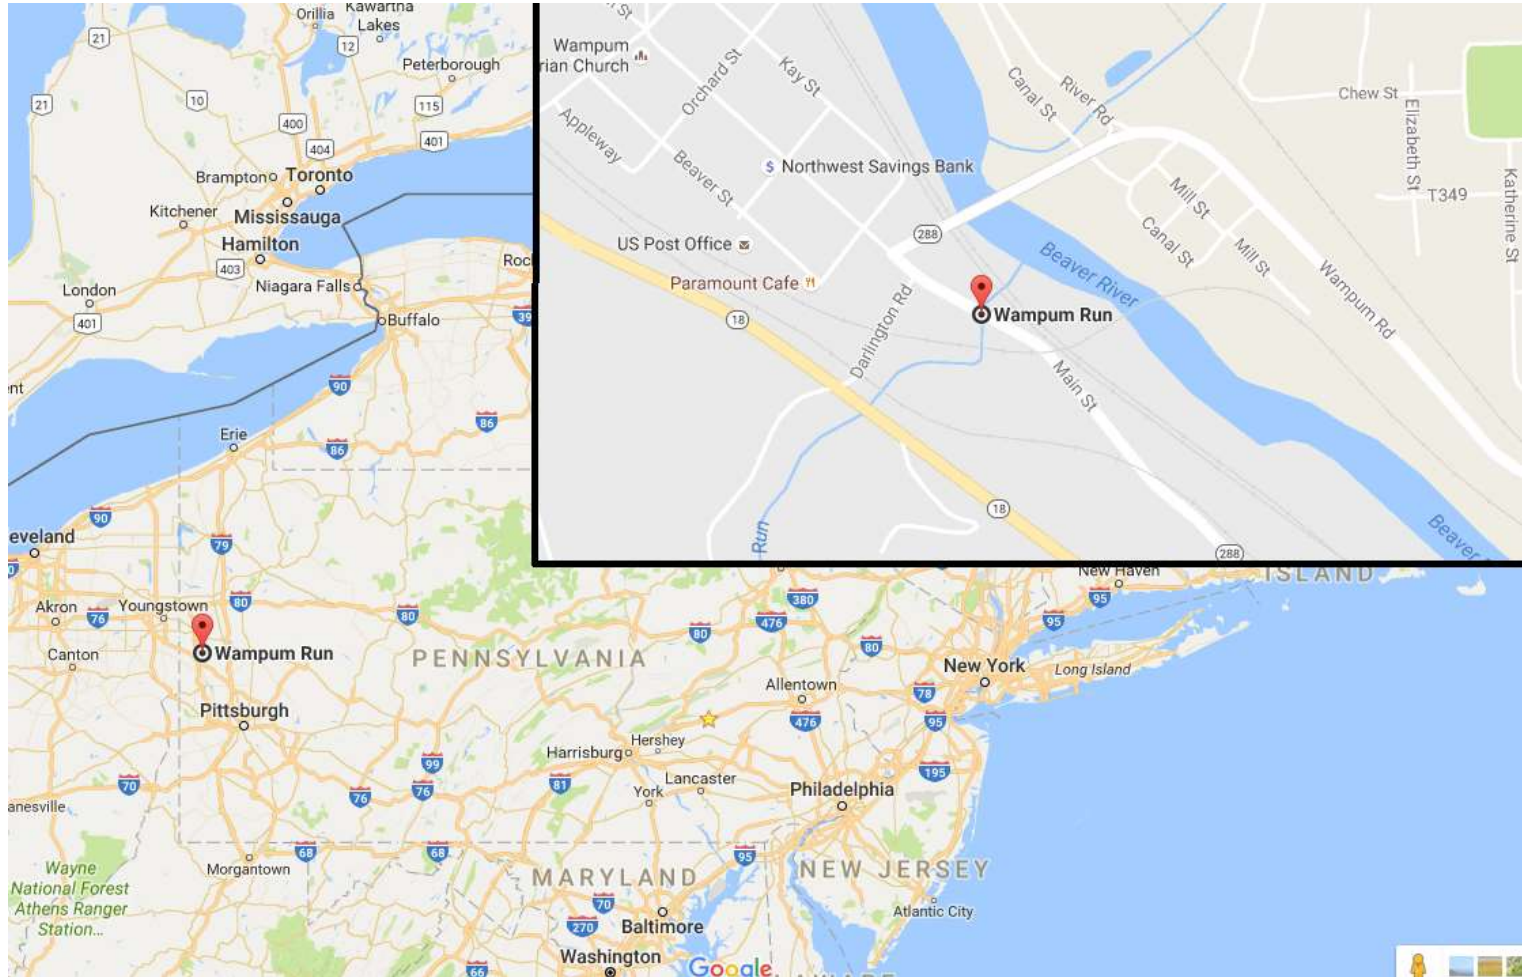 Orillia
Kawartha
Lakes
21
12
Peterborough
21
10
115
400
404
401
Brampton
Toronto
Kitchener
Mississauga
Hamilton
403
Niagara Falls
London
401
Buffalo
90
Erie
86
86
90
79
Akron
76
Youngstown
80
80
Canton
Wampum Run
PENNSYLVANIA
Pittsburgh
380
476
80
80
New Haven
ISLAND
95
95
New York
Long Island
Allentown
78
476
95
Harrisburg
Hershey
Lancaster
York
Philadelphia
195
99
76
76
81
70
Morgantown
68
68
95
Wayne
National Forest
Athens Ranger
Station...
MARYLAND
NEW JERSEY
70
270
Baltimore
Atlantic City
Washington
66
Google
Wampum
Orchard St
Kay St
Appleway
Beaver St
Northwest Savings Bank
US Post Office
Paramount Cafe
288
18
Darlington Rd
Wampum Run
Main St
Run
18
288
Canal St
River Rd
Chew St
Elizabeth St
T349
Katherine St
Mill St
Canal St
Mill St
Wampum Rd
Beaver River
Beaver